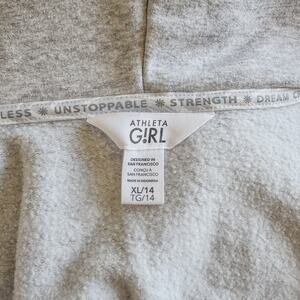 LESS ✳ UNSTOPPABLE ✳ STRENGTH ✳ DREAM
ATHLETA
G!RL
DESIGNED IN
SAN FRANCISCO
CONÇU À
SAN FRANCISCO
MADE IN INDONESIA
XL/14
TG/14